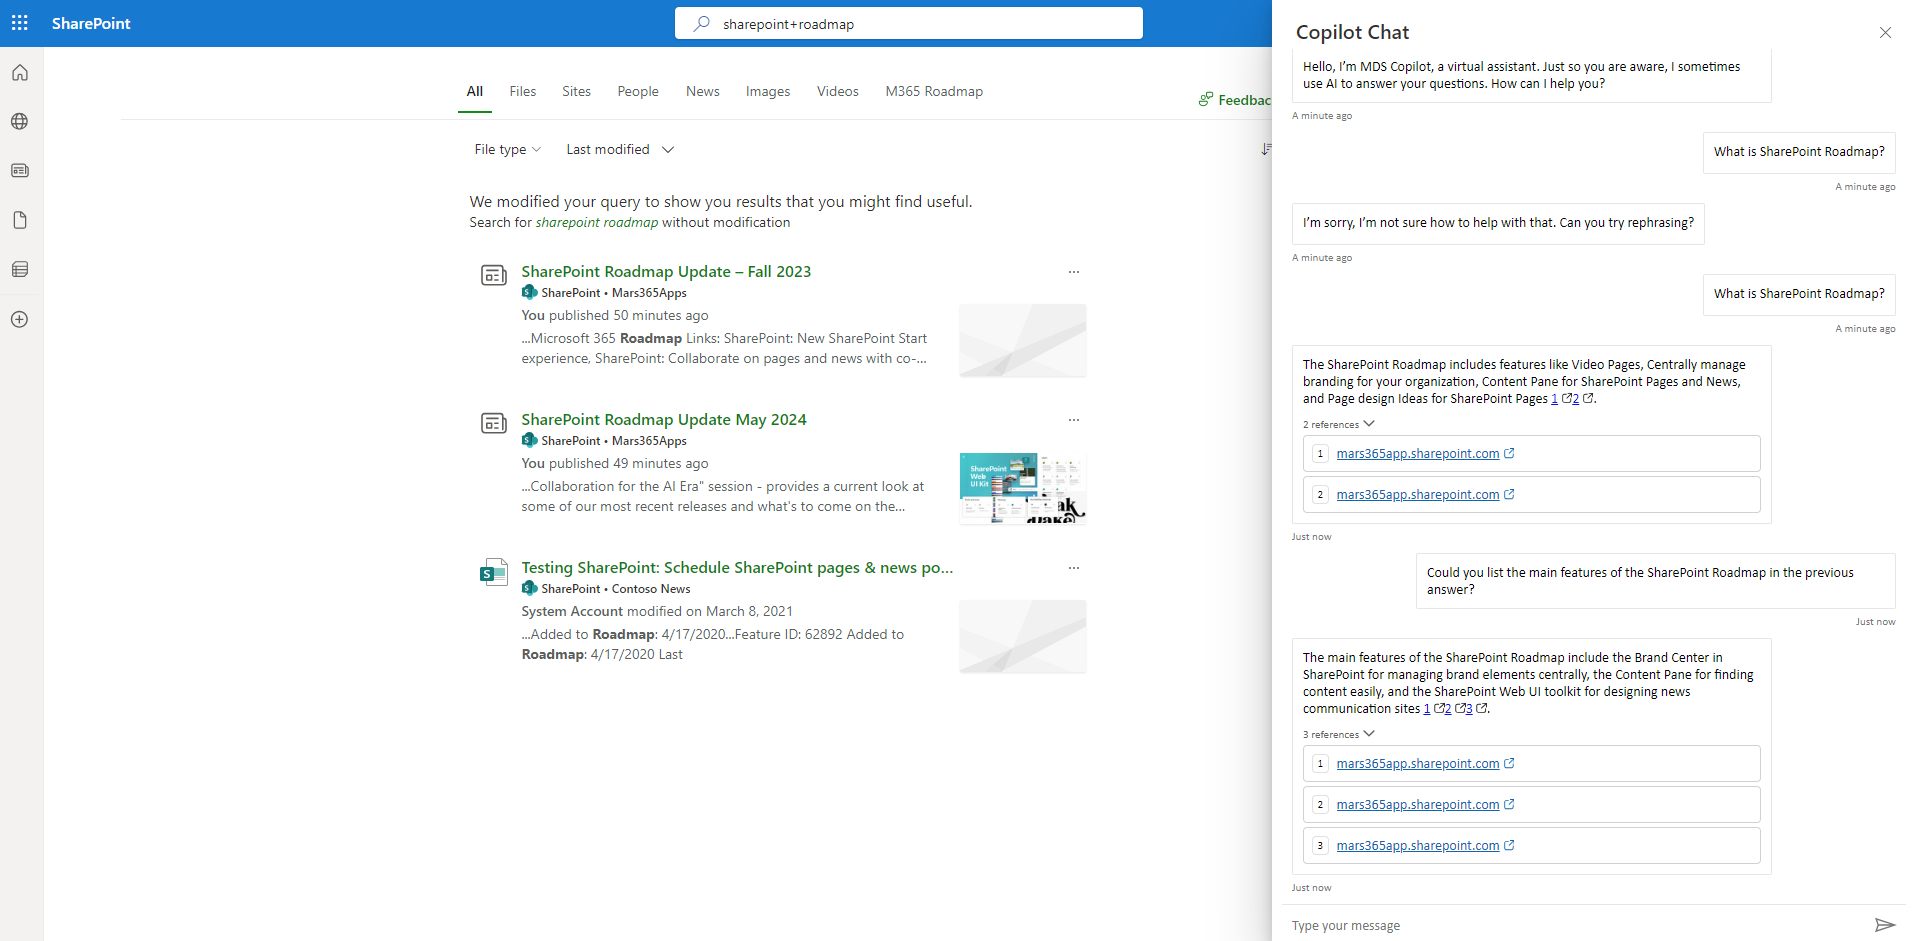 SharePoint
sharepoint+roadmap
All Files Sites People News Images Videos M365 Roadmap
Feedbac
File type Last modified
We modified your query to show you results that you might find useful.
Search for sharepoint roadmap without modification
SharePoint Roadmap Update – Fall 2023
SharePoint • Mars365Apps
You published 50 minutes ago
...Microsoft 365 Roadmap Links: SharePoint: New SharePoint Start
experience, SharePoint: Collaborate on pages and news with co-...
SharePoint Roadmap Update May 2024
SharePoint • Mars365Apps
You published 49 minutes ago
...Collaboration for the AI Era" session - provides a current look at
some of our most recent releases and what's to come on the...
SharePoint
Web
UI Kit
Testing SharePoint: Schedule SharePoint pages & news po...
SharePoint • Contoso News
System Account modified on March 8, 2021
...Added to Roadmap: 4/17/2020...Feature ID: 62892 Added to
Roadmap: 4/17/2020 Last
Copilot Chat
Hello, I’m MDS Copilot, a virtual assistant. Just so you are aware, I sometimes
use AI to answer your questions. How can I help you?
A minute ago
What is SharePoint Roadmap?
A minute ago
I’m sorry, I’m not sure how to help with that. Can you try rephrasing?
A minute ago
What is SharePoint Roadmap?
A minute ago
The SharePoint Roadmap includes features like Video Pages, Centrally manage
branding for your organization, Content Pane for SharePoint Pages and News,
and Page design Ideas for SharePoint Pages 1 2 .
2 references
1 mars365app.sharepoint.com
2 mars365app.sharepoint.com
Just now
Could you list the main features of the SharePoint Roadmap in the previous
answer?
Just now
The main features of the SharePoint Roadmap include the Brand Center in
SharePoint for managing brand elements centrally, the Content Pane for finding
content easily, and the SharePoint Web UI toolkit for designing news
communication sites 1 2 3 .
3 references
1 mars365app.sharepoint.com
2 mars365app.sharepoint.com
3 mars365app.sharepoint.com
Just now
Type your message